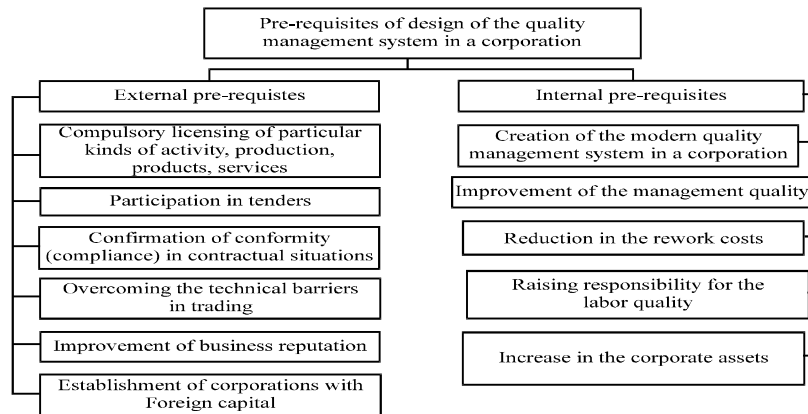 Pre-requisites of design of the quality
management system in a corporation
External pre-requistes
Compulsory licensing of particular
kinds of activity, production,
products, services
Participation in tenders
Confirmation of conformity
(compliance) in contractual situations
Overcoming the technical barriers
in trading
Improvement of business reputation
Establishment of corporations with
Foreign capital
Internal pre-requisites
Creation of the modern quality
management system in a corporation
Improvement of the management quality
Reduction in the rework costs
Raising responsibility for the
labor quality
Increase in the corporate assets